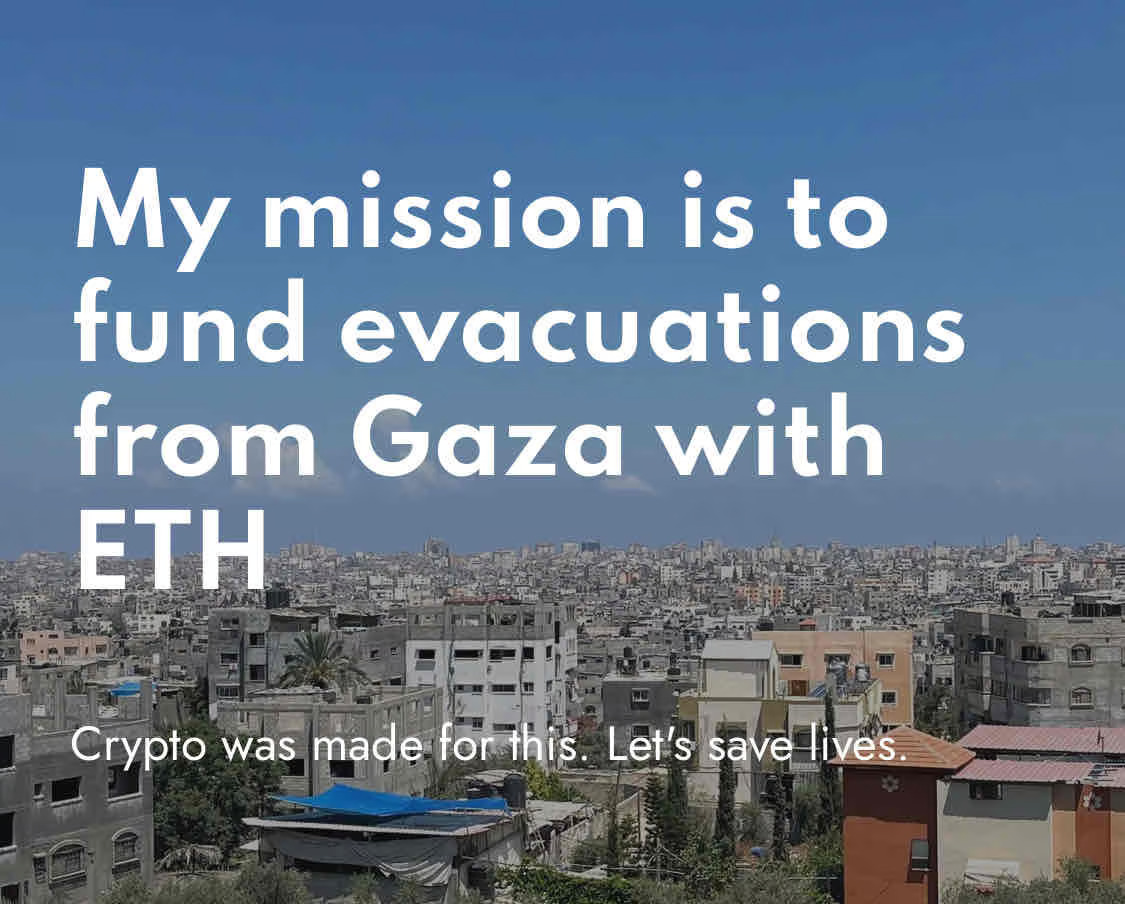 My mission is to
fund evacuations
from Gaza with
ETH
Crypto was made for this. Let's save lives.